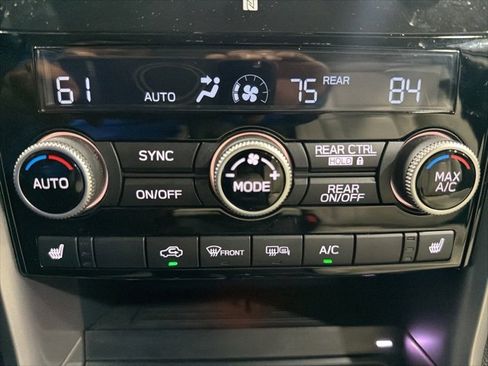 61 AUTO 75 REAR 84
SYNC REAR CTRL
HOLD
AUTO MODE MAX
A/C
ON/OFF REAR
ON/OFF
FRONT A/C